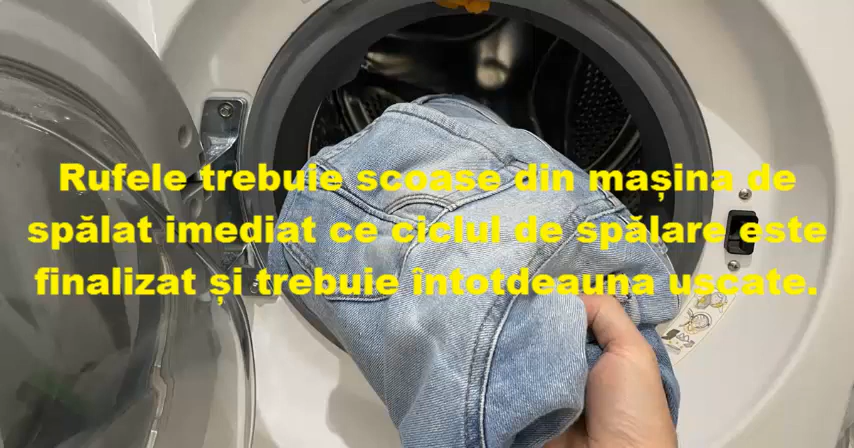 Rufele trebuie scoase din mașina de
spălat imediat ce ciclul de spălare este
finalizat și trebuie întotdeauna uscate.